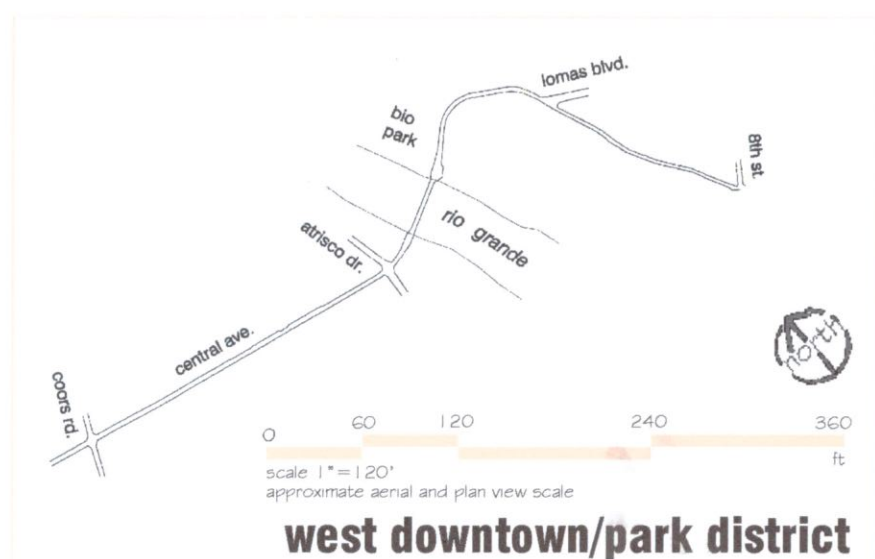 lomas blvd.
bio
park
8th st.
rio grande
atrisco dr.
central ave.
coors rd.
north
0 60 120 240 360
ft
scale 1"=120'
approximate aerial and plan view scale
west downtown/park district